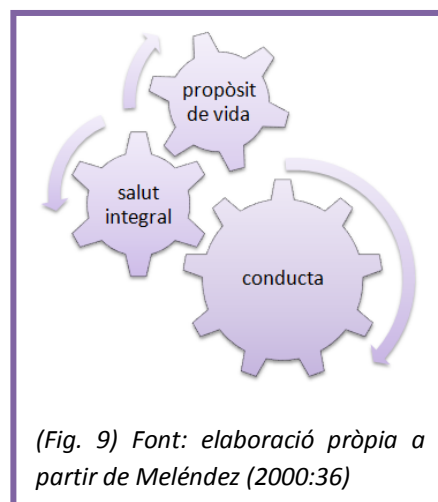 propòsit
de vida
salut
integral
conducta
(Fig. 9) Font: elaboració pròpia a
partir de Meléndez (2000:36)